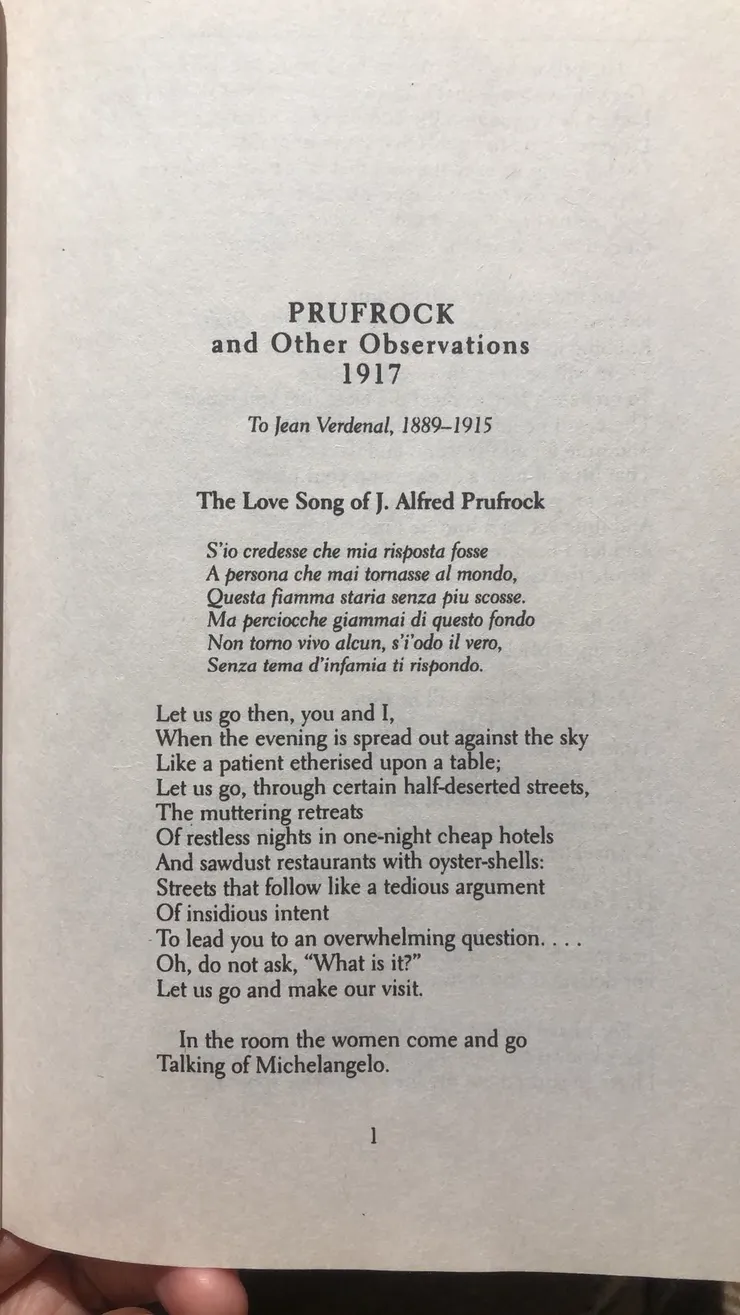 PRUFROCK
and Other Observations
1917
To Jean Verdenal, 1889–1915
The Love Song of J. Alfred Prufrock
S'io credesse che mia risposta fosse
A persona che mai tornasse al mondo,
Questa fiamma staria senza piu scosse.
Ma perciocche giammai di questo fondo
Non torno vivo alcun, s'i'odo il vero,
Senza tema d'infamia ti rispondo.
Let us go then, you and I,
When the evening is spread out against the sky
Like a patient etherised upon a table;
Let us go, through certain half-deserted streets,
The muttering retreats
Of restless nights in one-night cheap hotels
And sawdust restaurants with oyster-shells:
Streets that follow like a tedious argument
Of insidious intent
To lead you to an overwhelming question. . . .
Oh, do not ask, “What is it?”
Let us go and make our visit.
In the room the women come and go
Talking of Michelangelo.
1